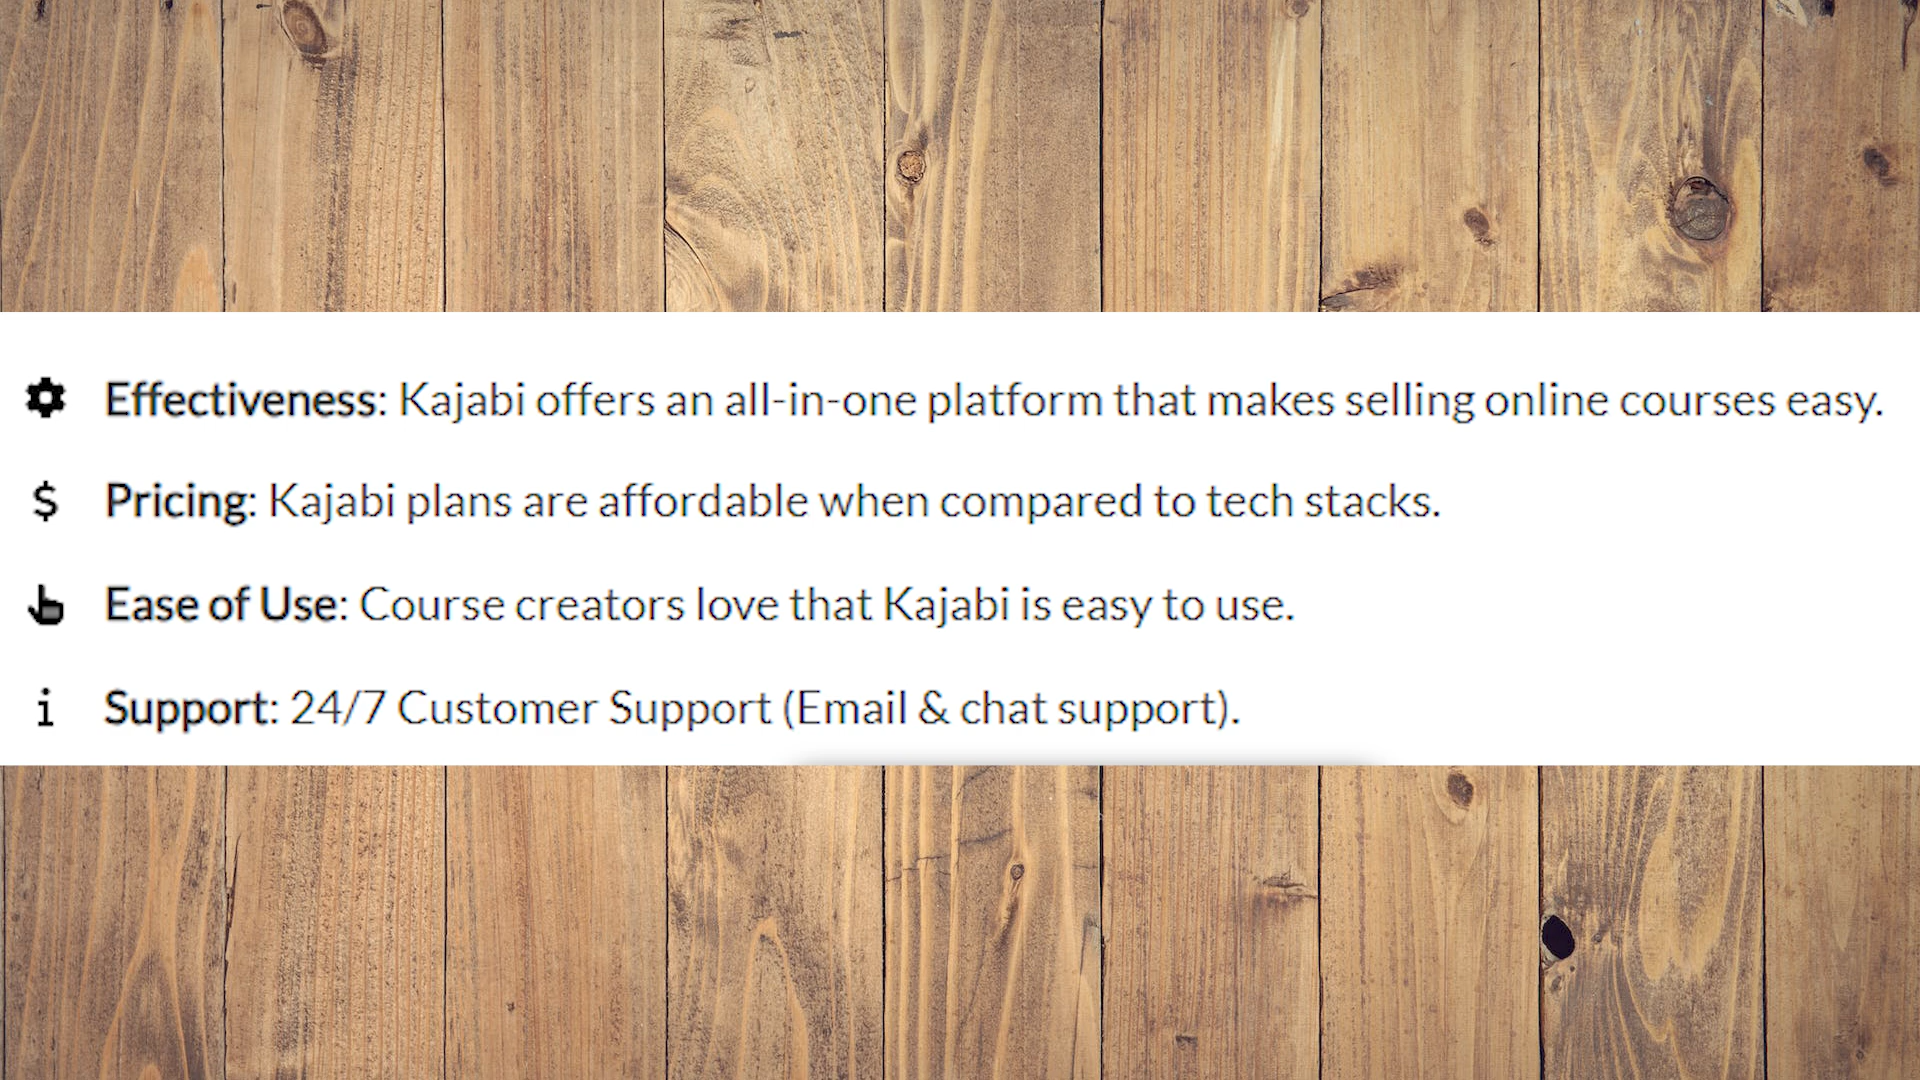 Effectiveness: Kajabi offers an all-in-one platform that makes selling online courses easy.
$ Pricing: Kajabi plans are affordable when compared to tech stacks.
Ease of Use: Course creators love that Kajabi is easy to use.
i Support: 24/7 Customer Support (Email & chat support).